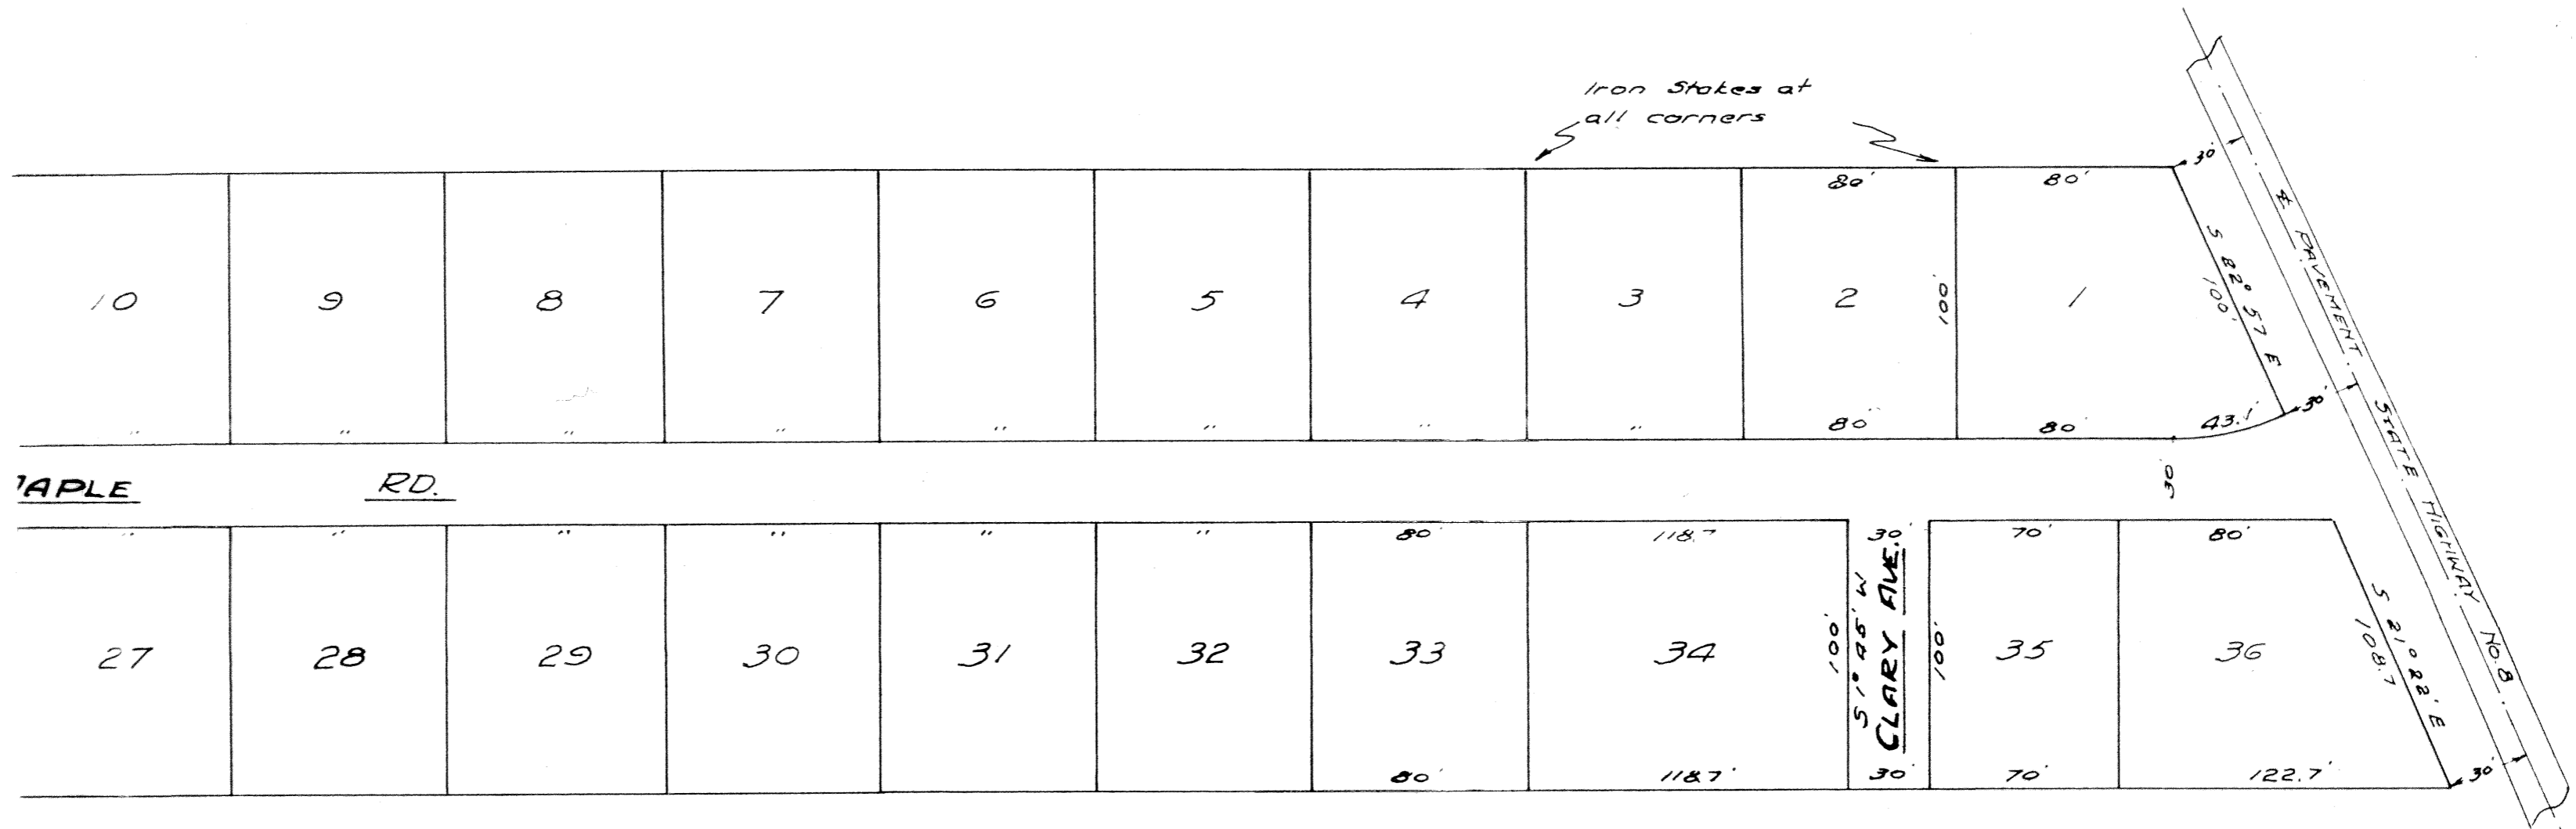 Iron Stakes at
all corners
30'
80' 80'
℄ PAVEMENT STATE HIGHWAY No.8
10 9 8 7 6 5 4 3 2 100' 1
S 22° 57 E
100'
" " " " " " " " 80' 80' 43.1' 30'
APLE RD.
30
" " " " " " 80 118.7 30' 70' 80'
27 28 29 30 31 32 33 34 35 36
100'
S 1° 45' W
CLARY AVE.
100'
S 21° 22' E
108.7
80' 118.7' 30' 70' 122.7' 30'